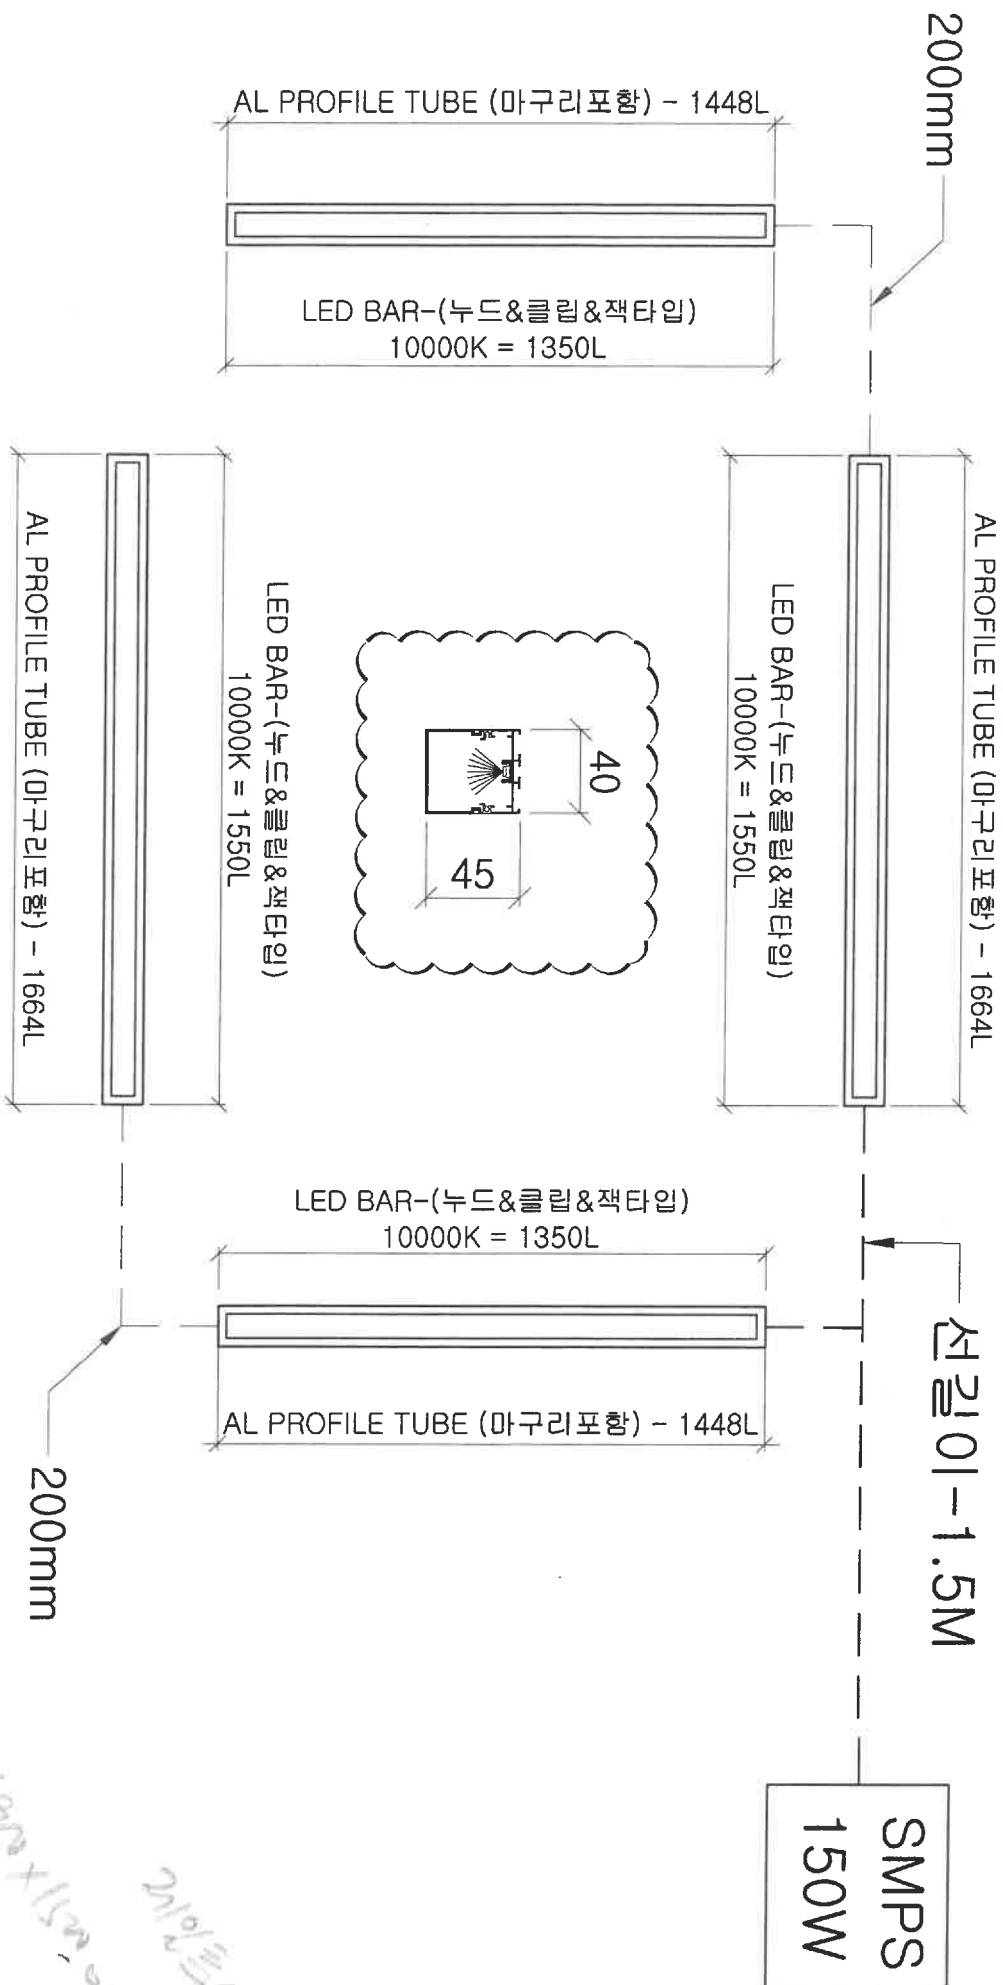 200mm
AL PROFILE TUBE (마구리포함) - 1448L
LED BAR-(누드&클립&잭타입)
10000K = 1350L
AL PROFILE TUBE (마구리포함) - 1664L
LED BAR-(누드&클립&잭타입)
10000K = 1550L
40
45
LED BAR-(누드&클립&잭타입)
10000K = 1550L
AL PROFILE TUBE (마구리포함) - 1664L
LED BAR-(누드&클립&잭타입)
10000K = 1350L
AL PROFILE TUBE (마구리포함) - 1448L
200mm
선길이-1.5M
SMPS
150W